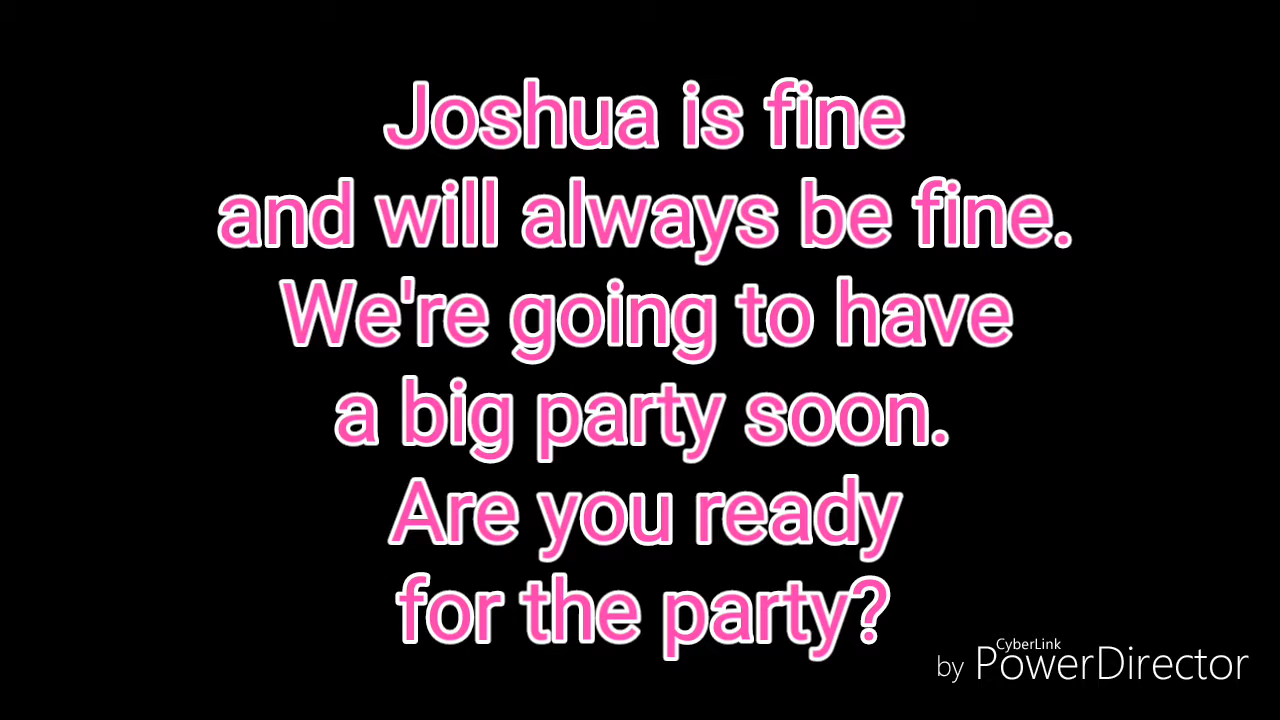 Joshua is fine
and will always be fine.
We're going to have
a big party soon.
Are you ready
for the party?
CyberLink
by PowerDirector